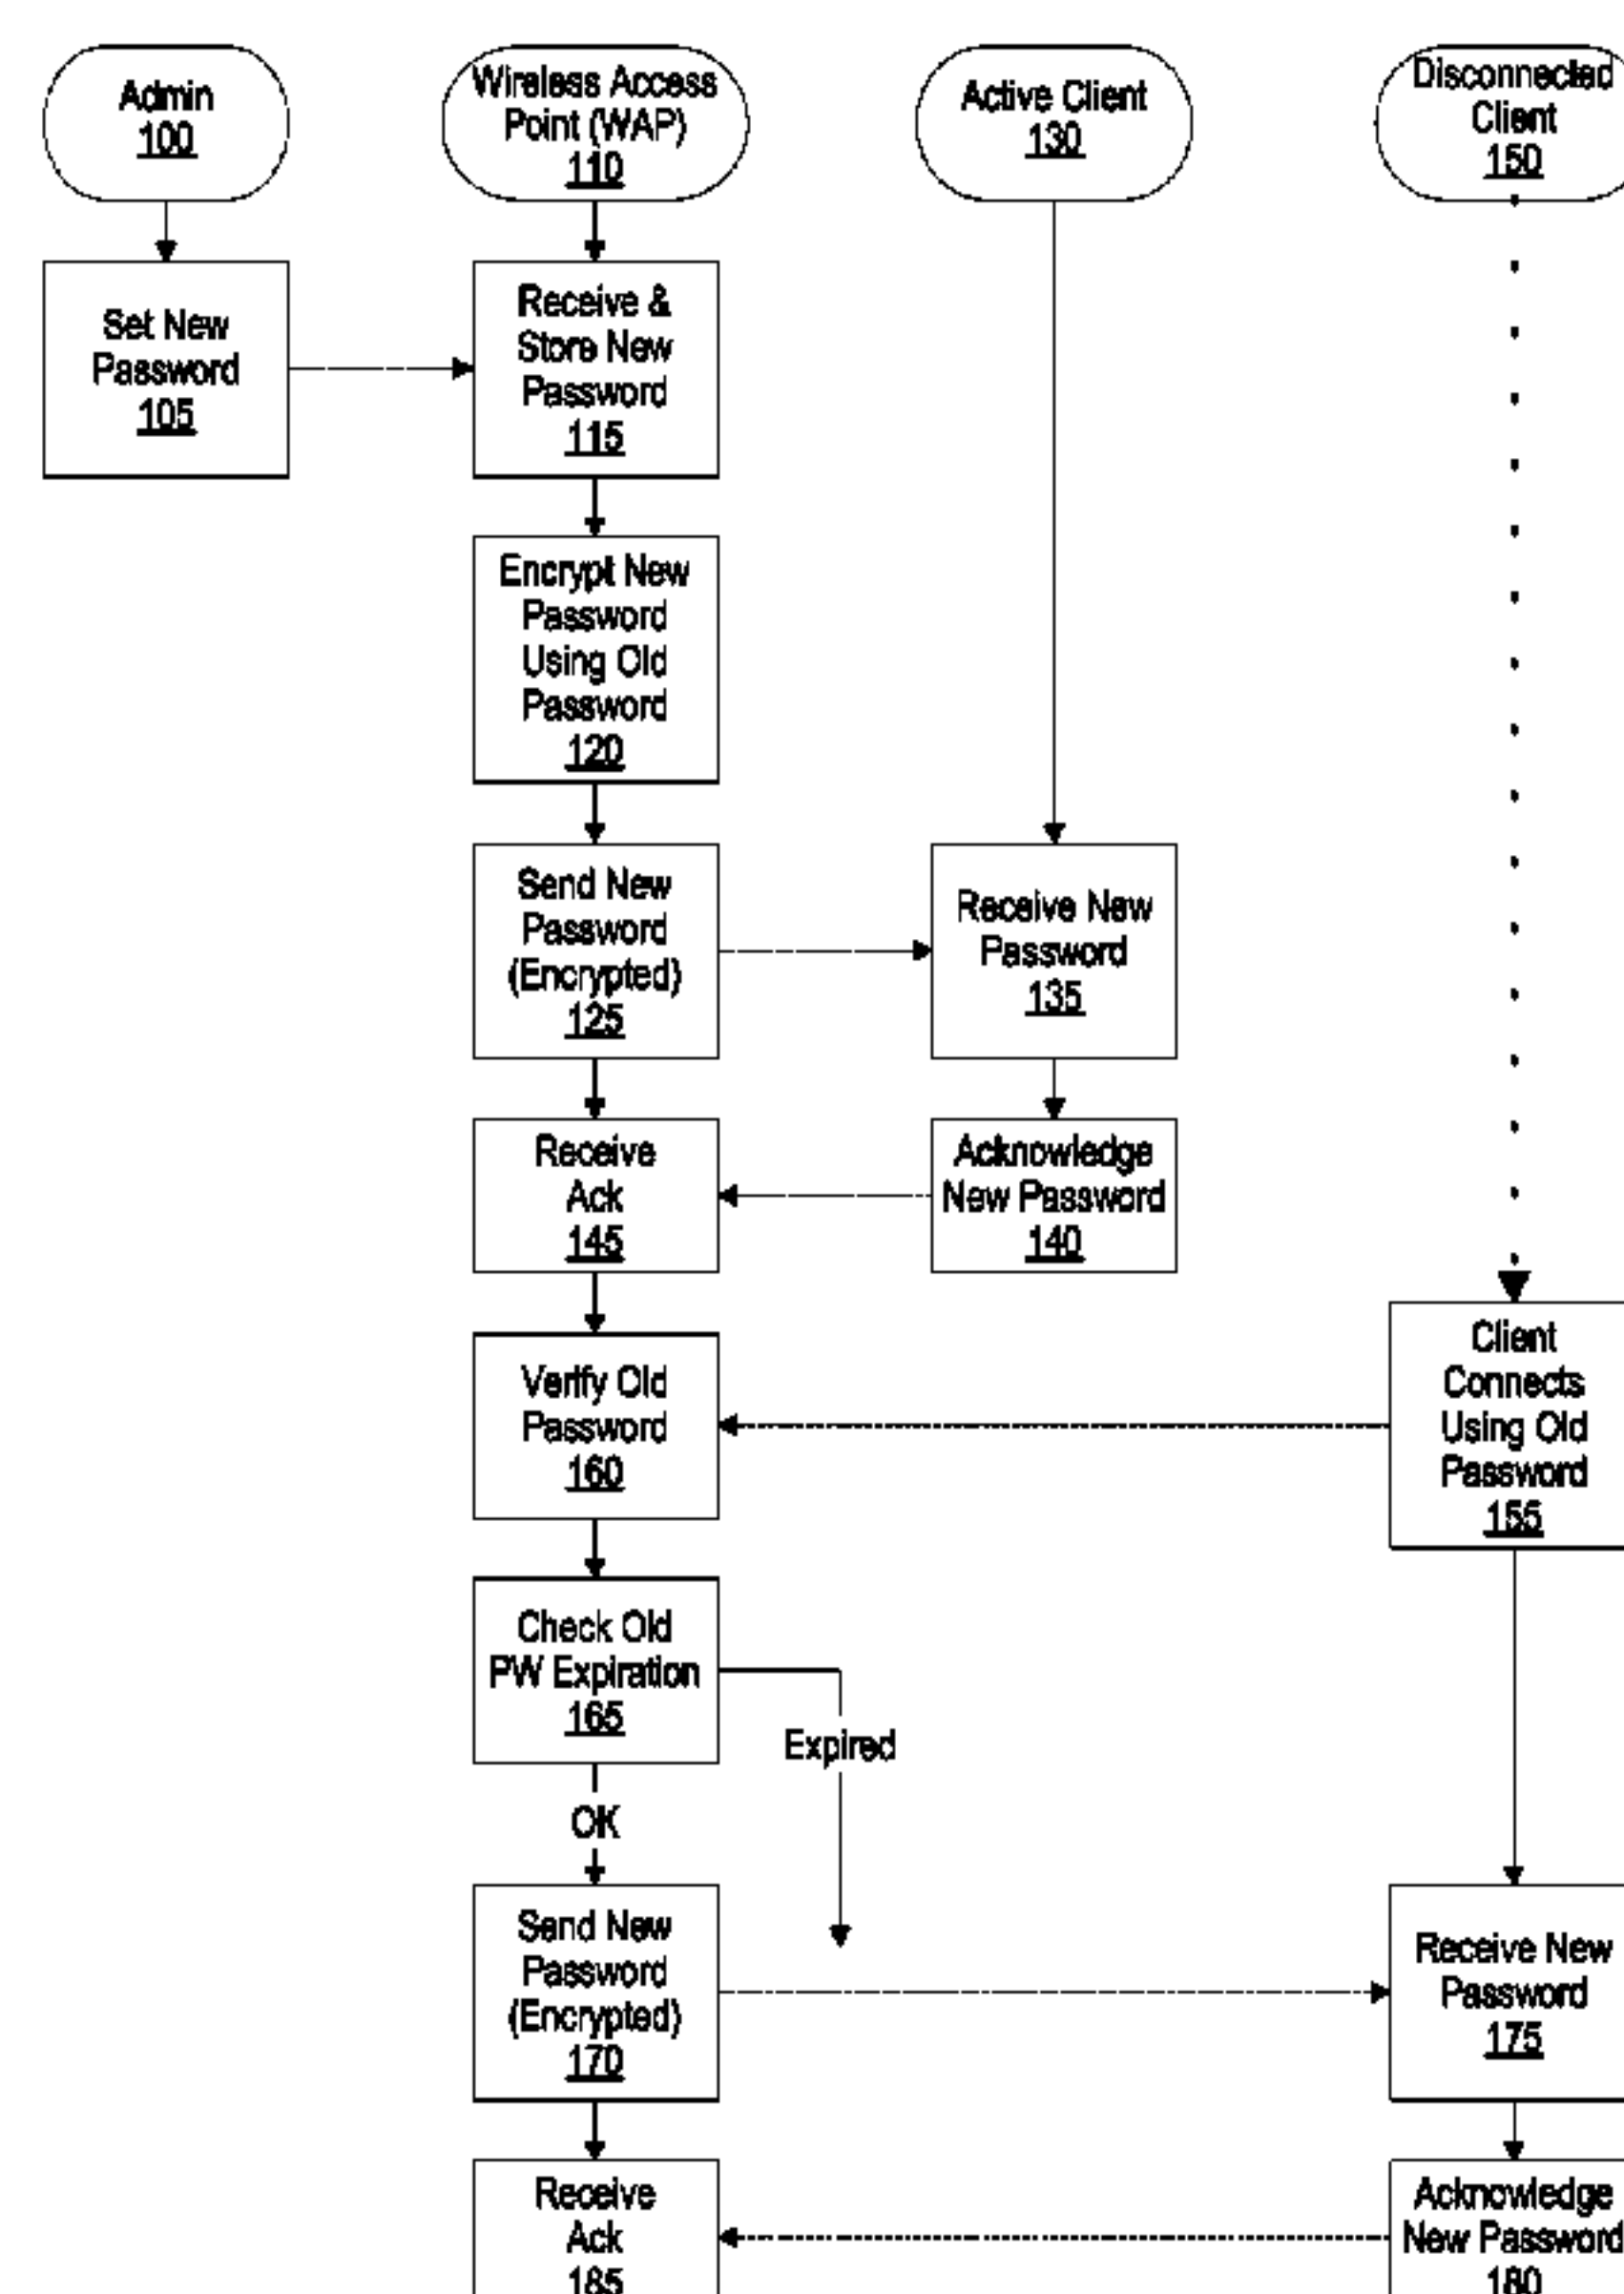 Admin
100
Wireless Access
Point (WAP)
110
Active Client
130
Disconnected
Client
150
Set New
Password
105
Receive &
Store New
Password
115
Encrypt New
Password
Using Old
Password
120
Send New
Password
(Encrypted)
125
Receive New
Password
135
Receive
Ack
145
Acknowledge
New Password
140
Verify Old
Password
160
Client
Connects
Using Old
Password
155
Check Old
PW Expiration
165
Expired
OK
Send New
Password
(Encrypted)
170
Receive New
Password
175
Receive
Ack
185
Acknowledge
New Password
180